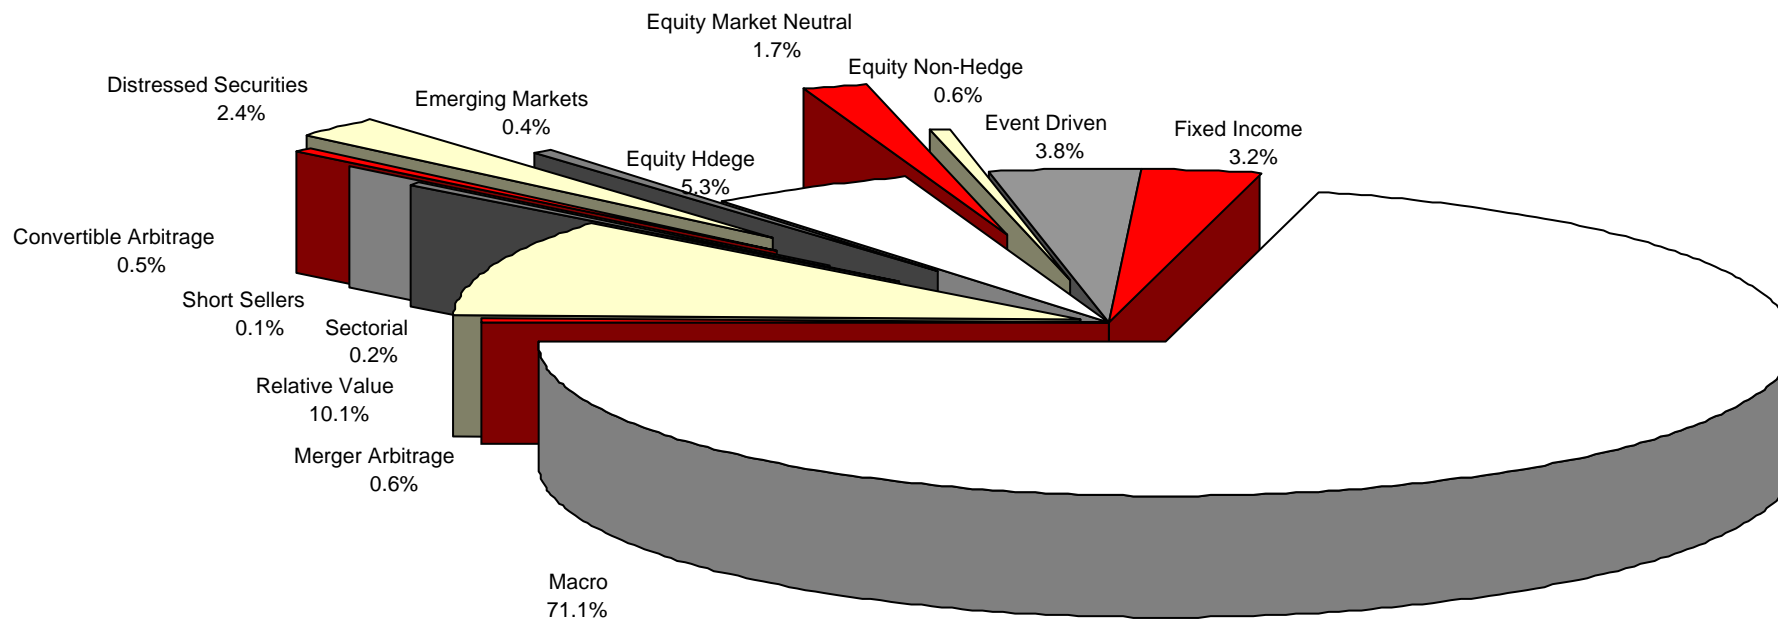 Equity Market Neutral
1.7%
Equity Non-Hedge
0.6%
Distressed Securities
2.4%
Emerging Markets
0.4%
Event Driven
3.8%
Fixed Income
3.2%
Equity Hdege
5.3%
Convertible Arbitrage
0.5%
Short Sellers
0.1%
Sectorial
0.2%
Relative Value
10.1%
Merger Arbitrage
0.6%
Macro
71.1%